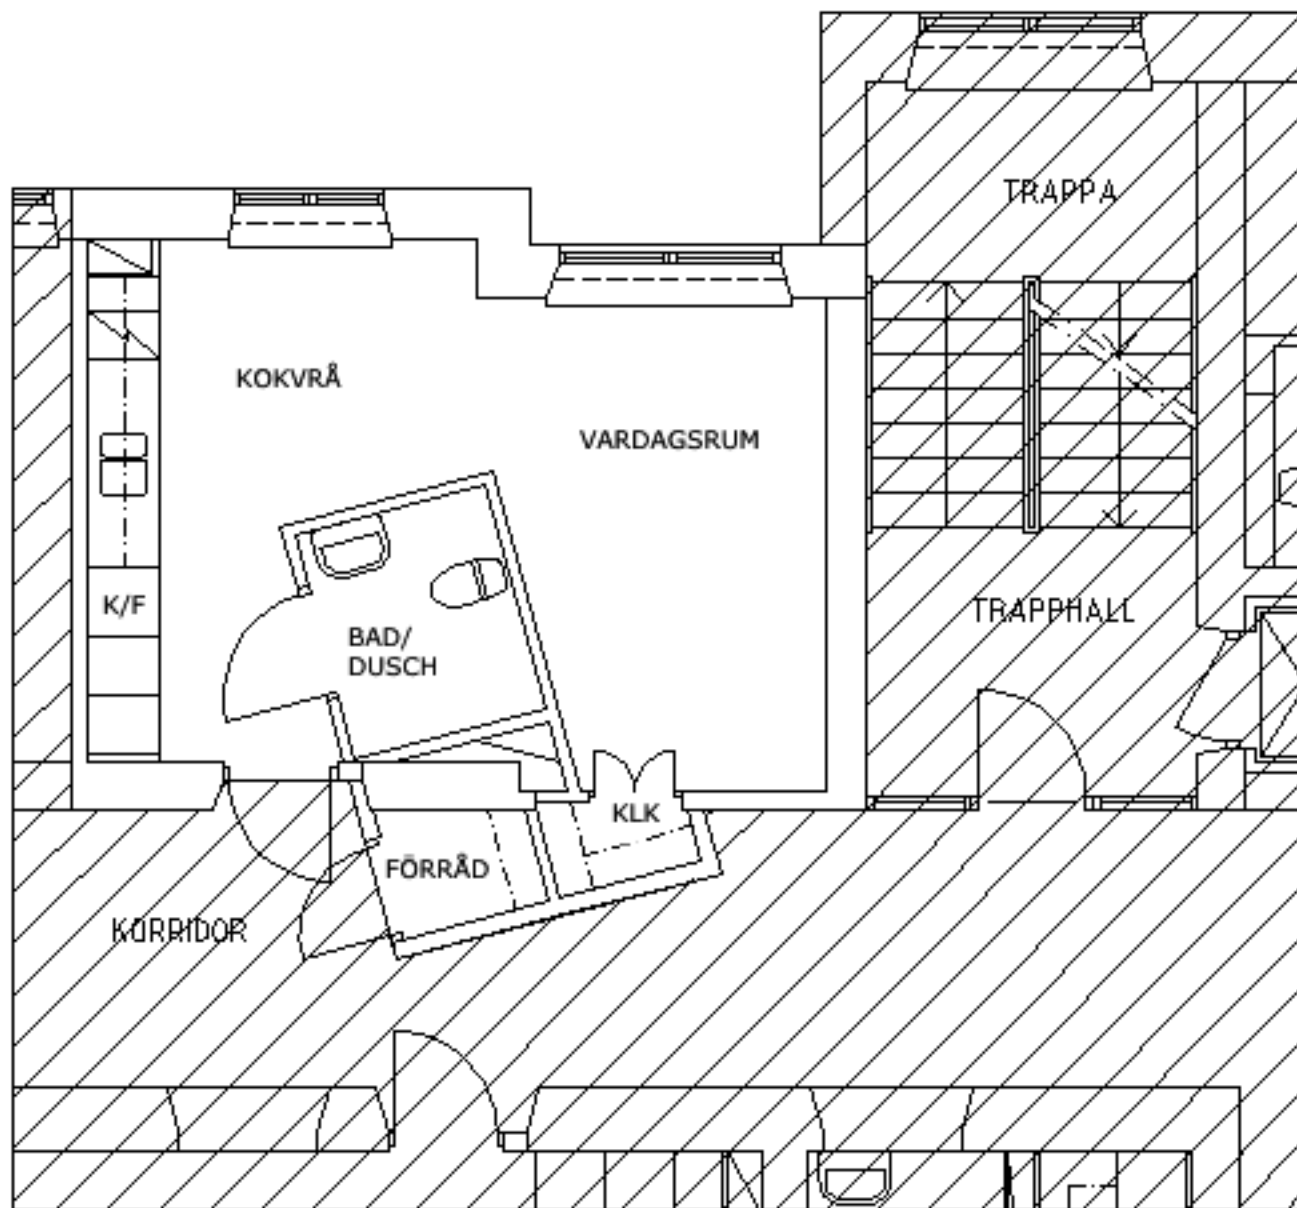 TRAPPA
KOKVRÅ
VARDAGSRUM
K/F
TRAPPHALL
BAD/
DUSCH
KLK
FÖRRÅD
KORRIDOR